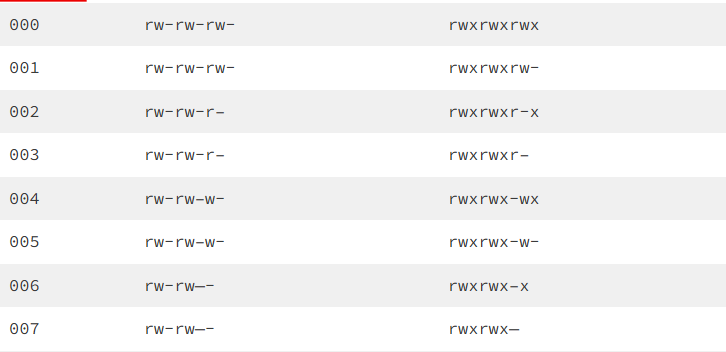 000 rw-rw-rw- rwxrwxrwx
001 rw-rw-rw- rwxrwxrw-
002 rw-rw-r– rwxrwxr-x
003 rw-rw-r– rwxrwxr–
004 rw-rw–w- rwxrwx-wx
005 rw-rw–w- rwxrwx-w-
006 rw-rw—- rwxrwx–x
007 rw-rw—- rwxrwx—